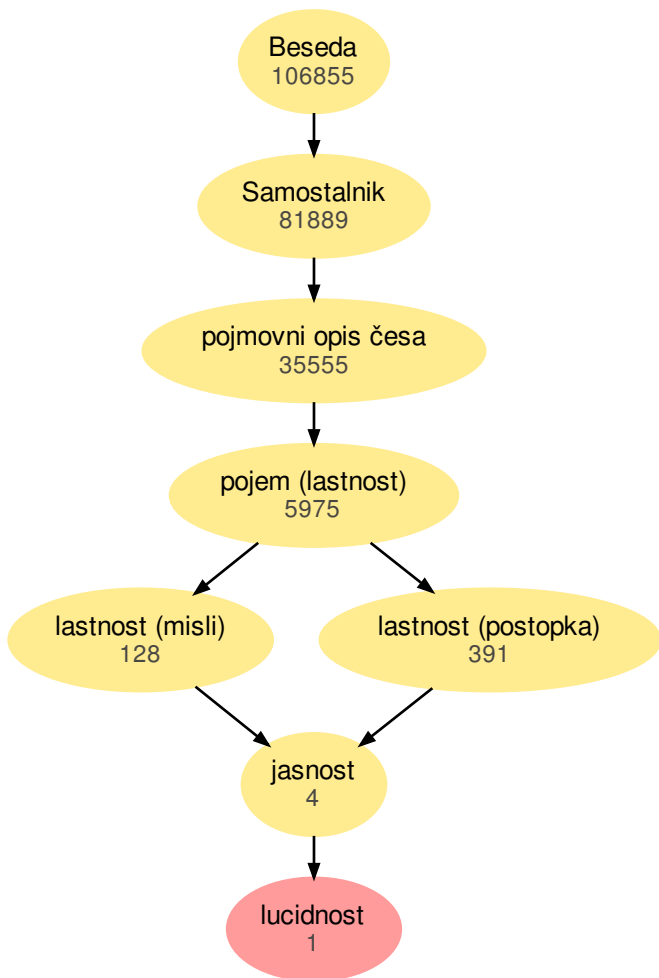 Beseda
106855
Samostalnik
81889
pojmovni opis česa
35555
pojem (lastnost)
5975
lastnost (misli)
128
lastnost (postopka)
391
jasnost
4
lucidnost
1